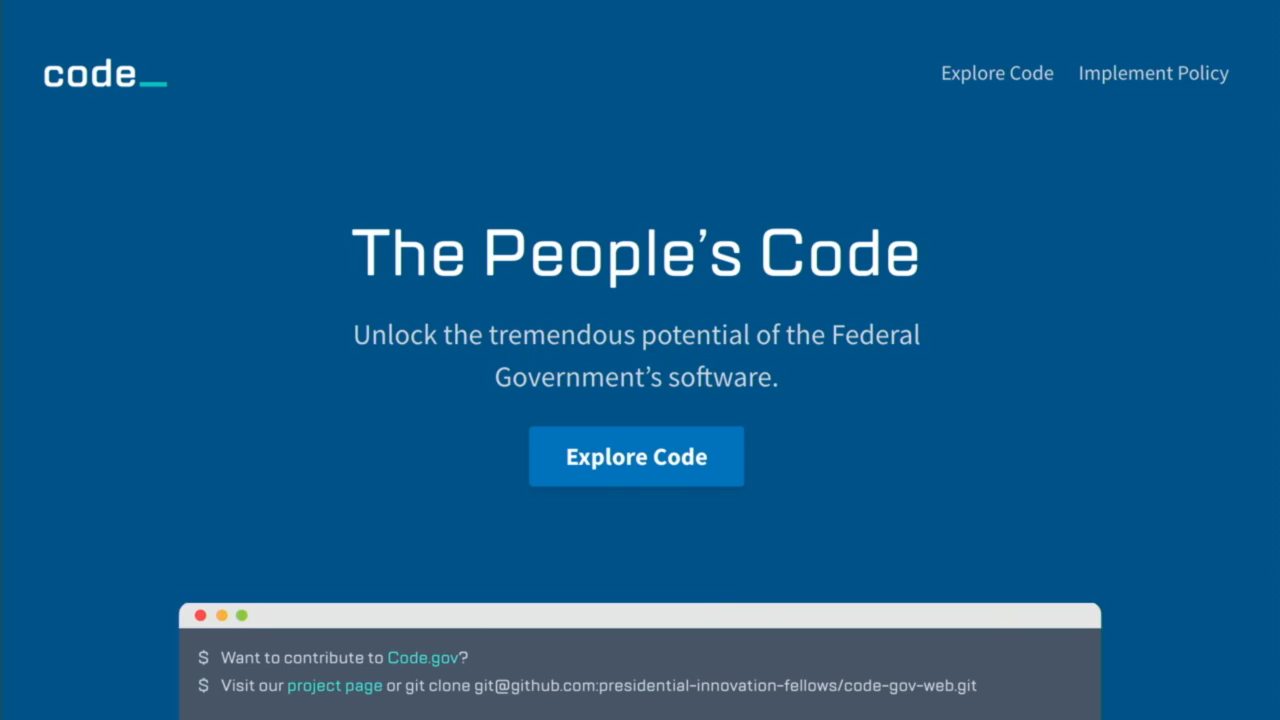 code_
Explore Code Implement Policy
The People’s Code
Unlock the tremendous potential of the Federal
Government’s software.
Explore Code
$ Want to contribute to Code.gov?
$ Visit our project page or git clone git@github.com:presidential-innovation-fellows/code-gov-web.git